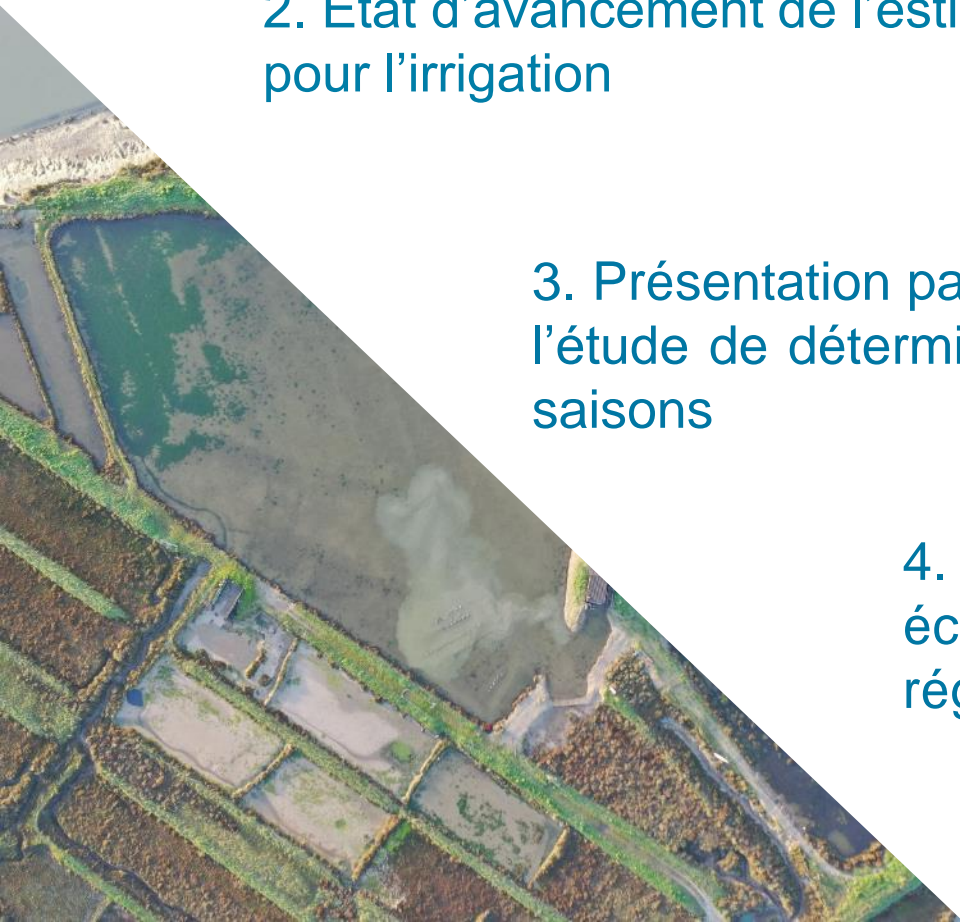 2. Etat d’avancement de l’esti
pour l’irrigation
3. Présentation pa
l’étude de détermi
saisons
4.
éc
rég